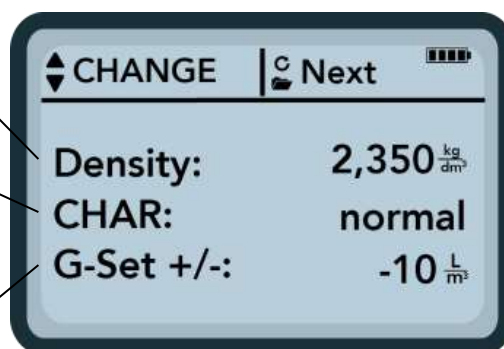 CHANGE Next
Density: 2,350 kg/dm³
CHAR: normal
G-Set +/-: -10 L/m³